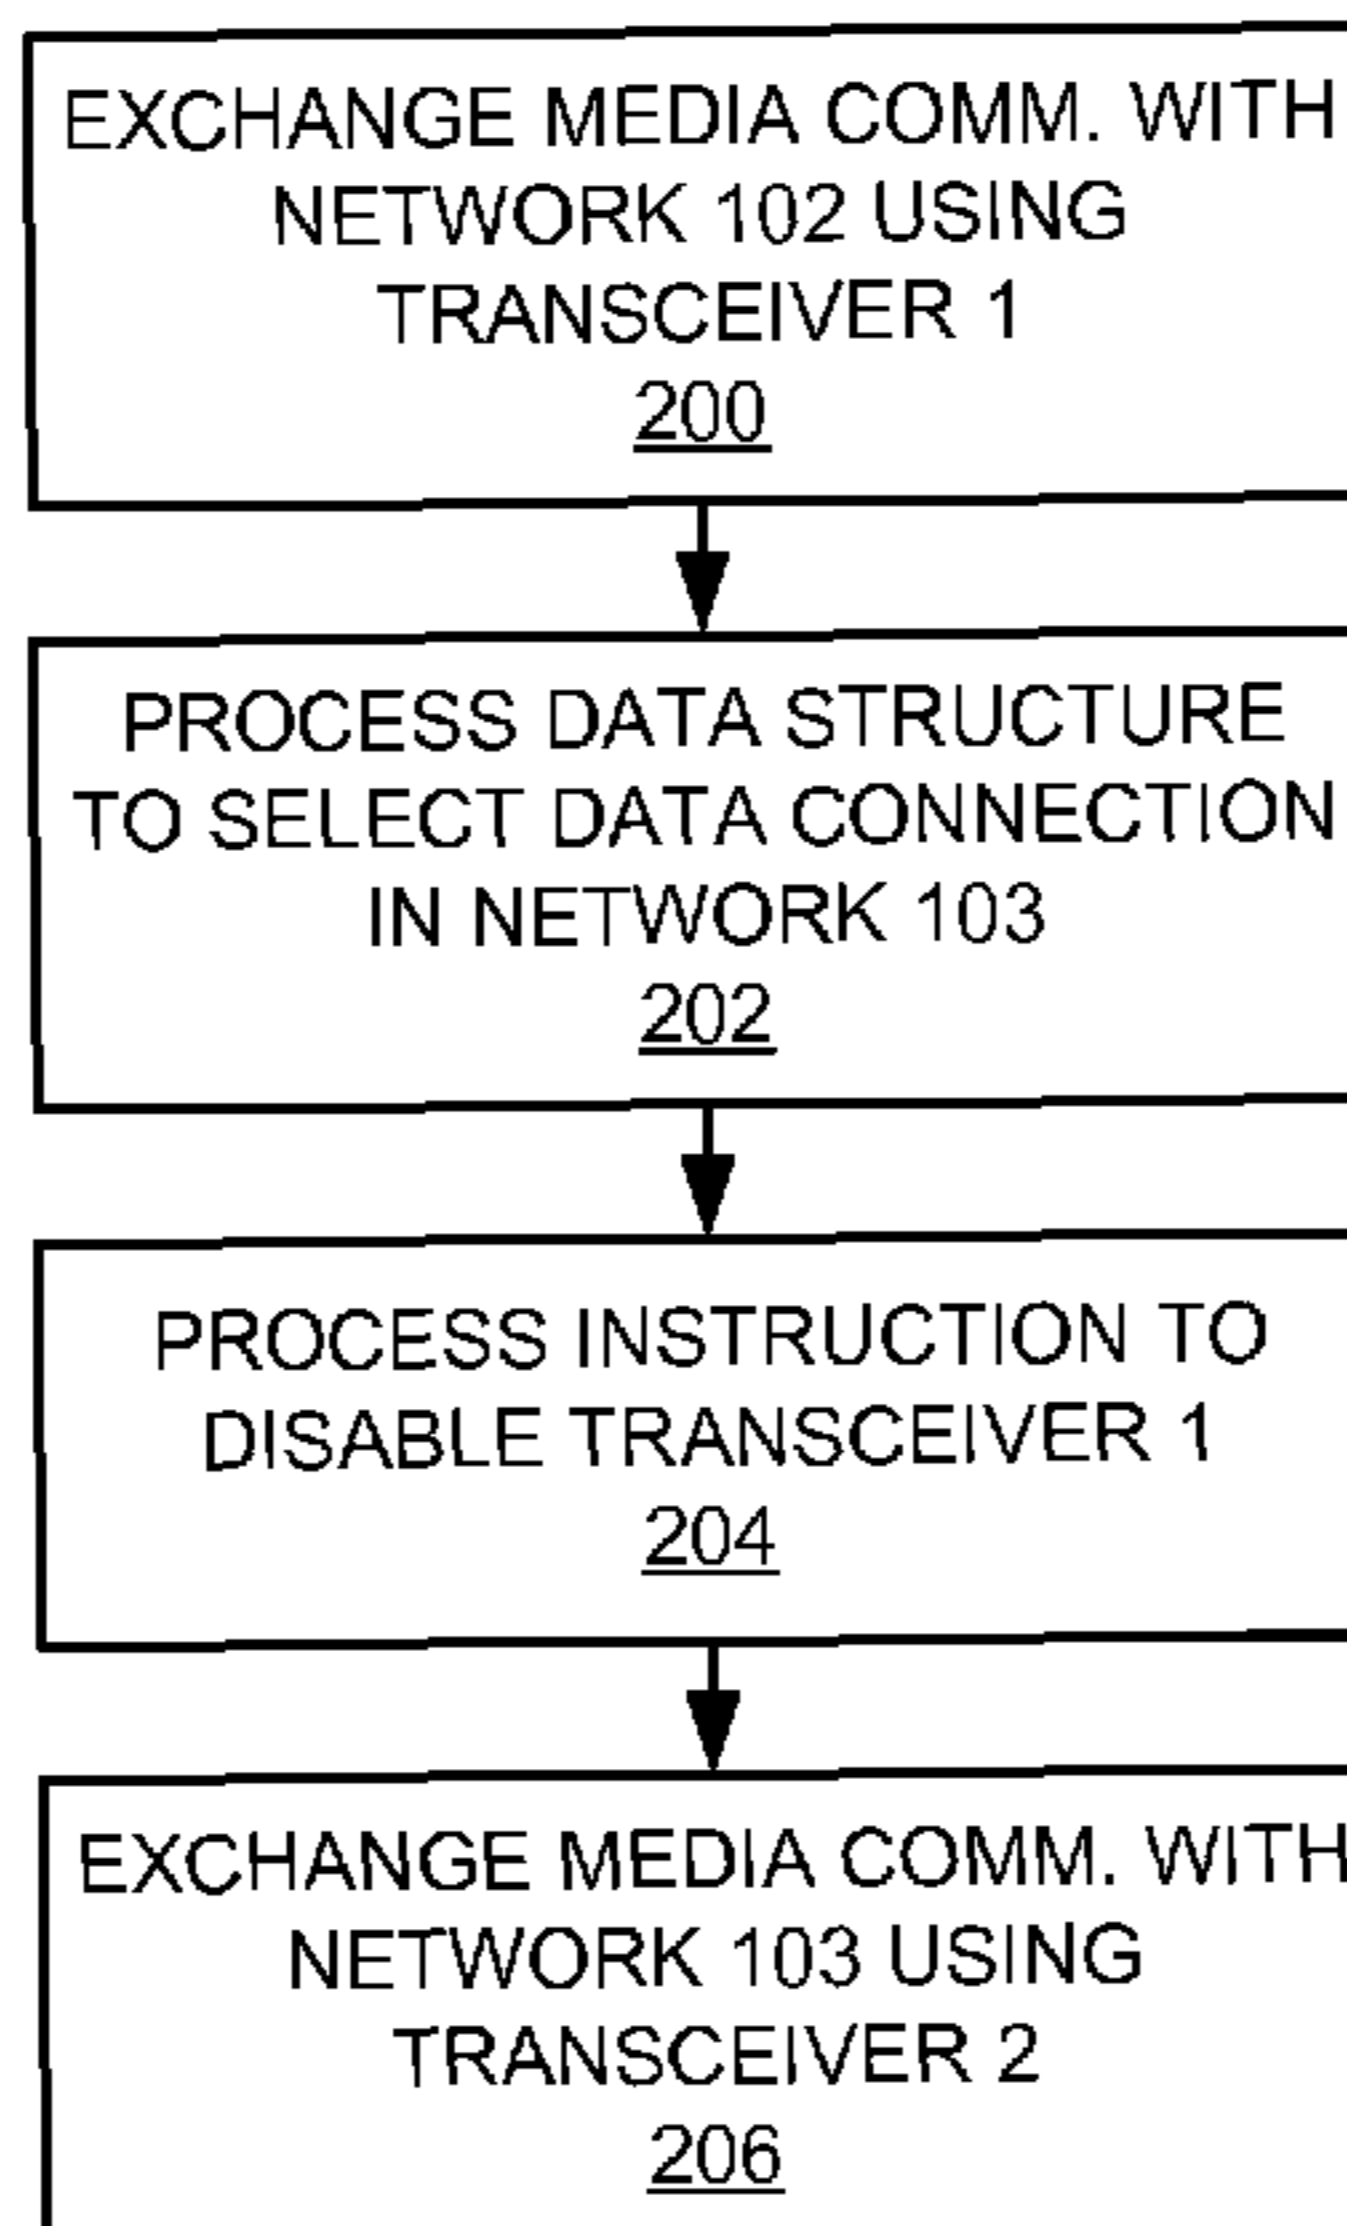 EXCHANGE MEDIA COMM. WITH
NETWORK 102 USING
TRANSCEIVER 1
200
PROCESS DATA STRUCTURE
TO SELECT DATA CONNECTION
IN NETWORK 103
202
PROCESS INSTRUCTION TO
DISABLE TRANSCEIVER 1
204
EXCHANGE MEDIA COMM. WITH
NETWORK 103 USING
TRANSCEIVER 2
206